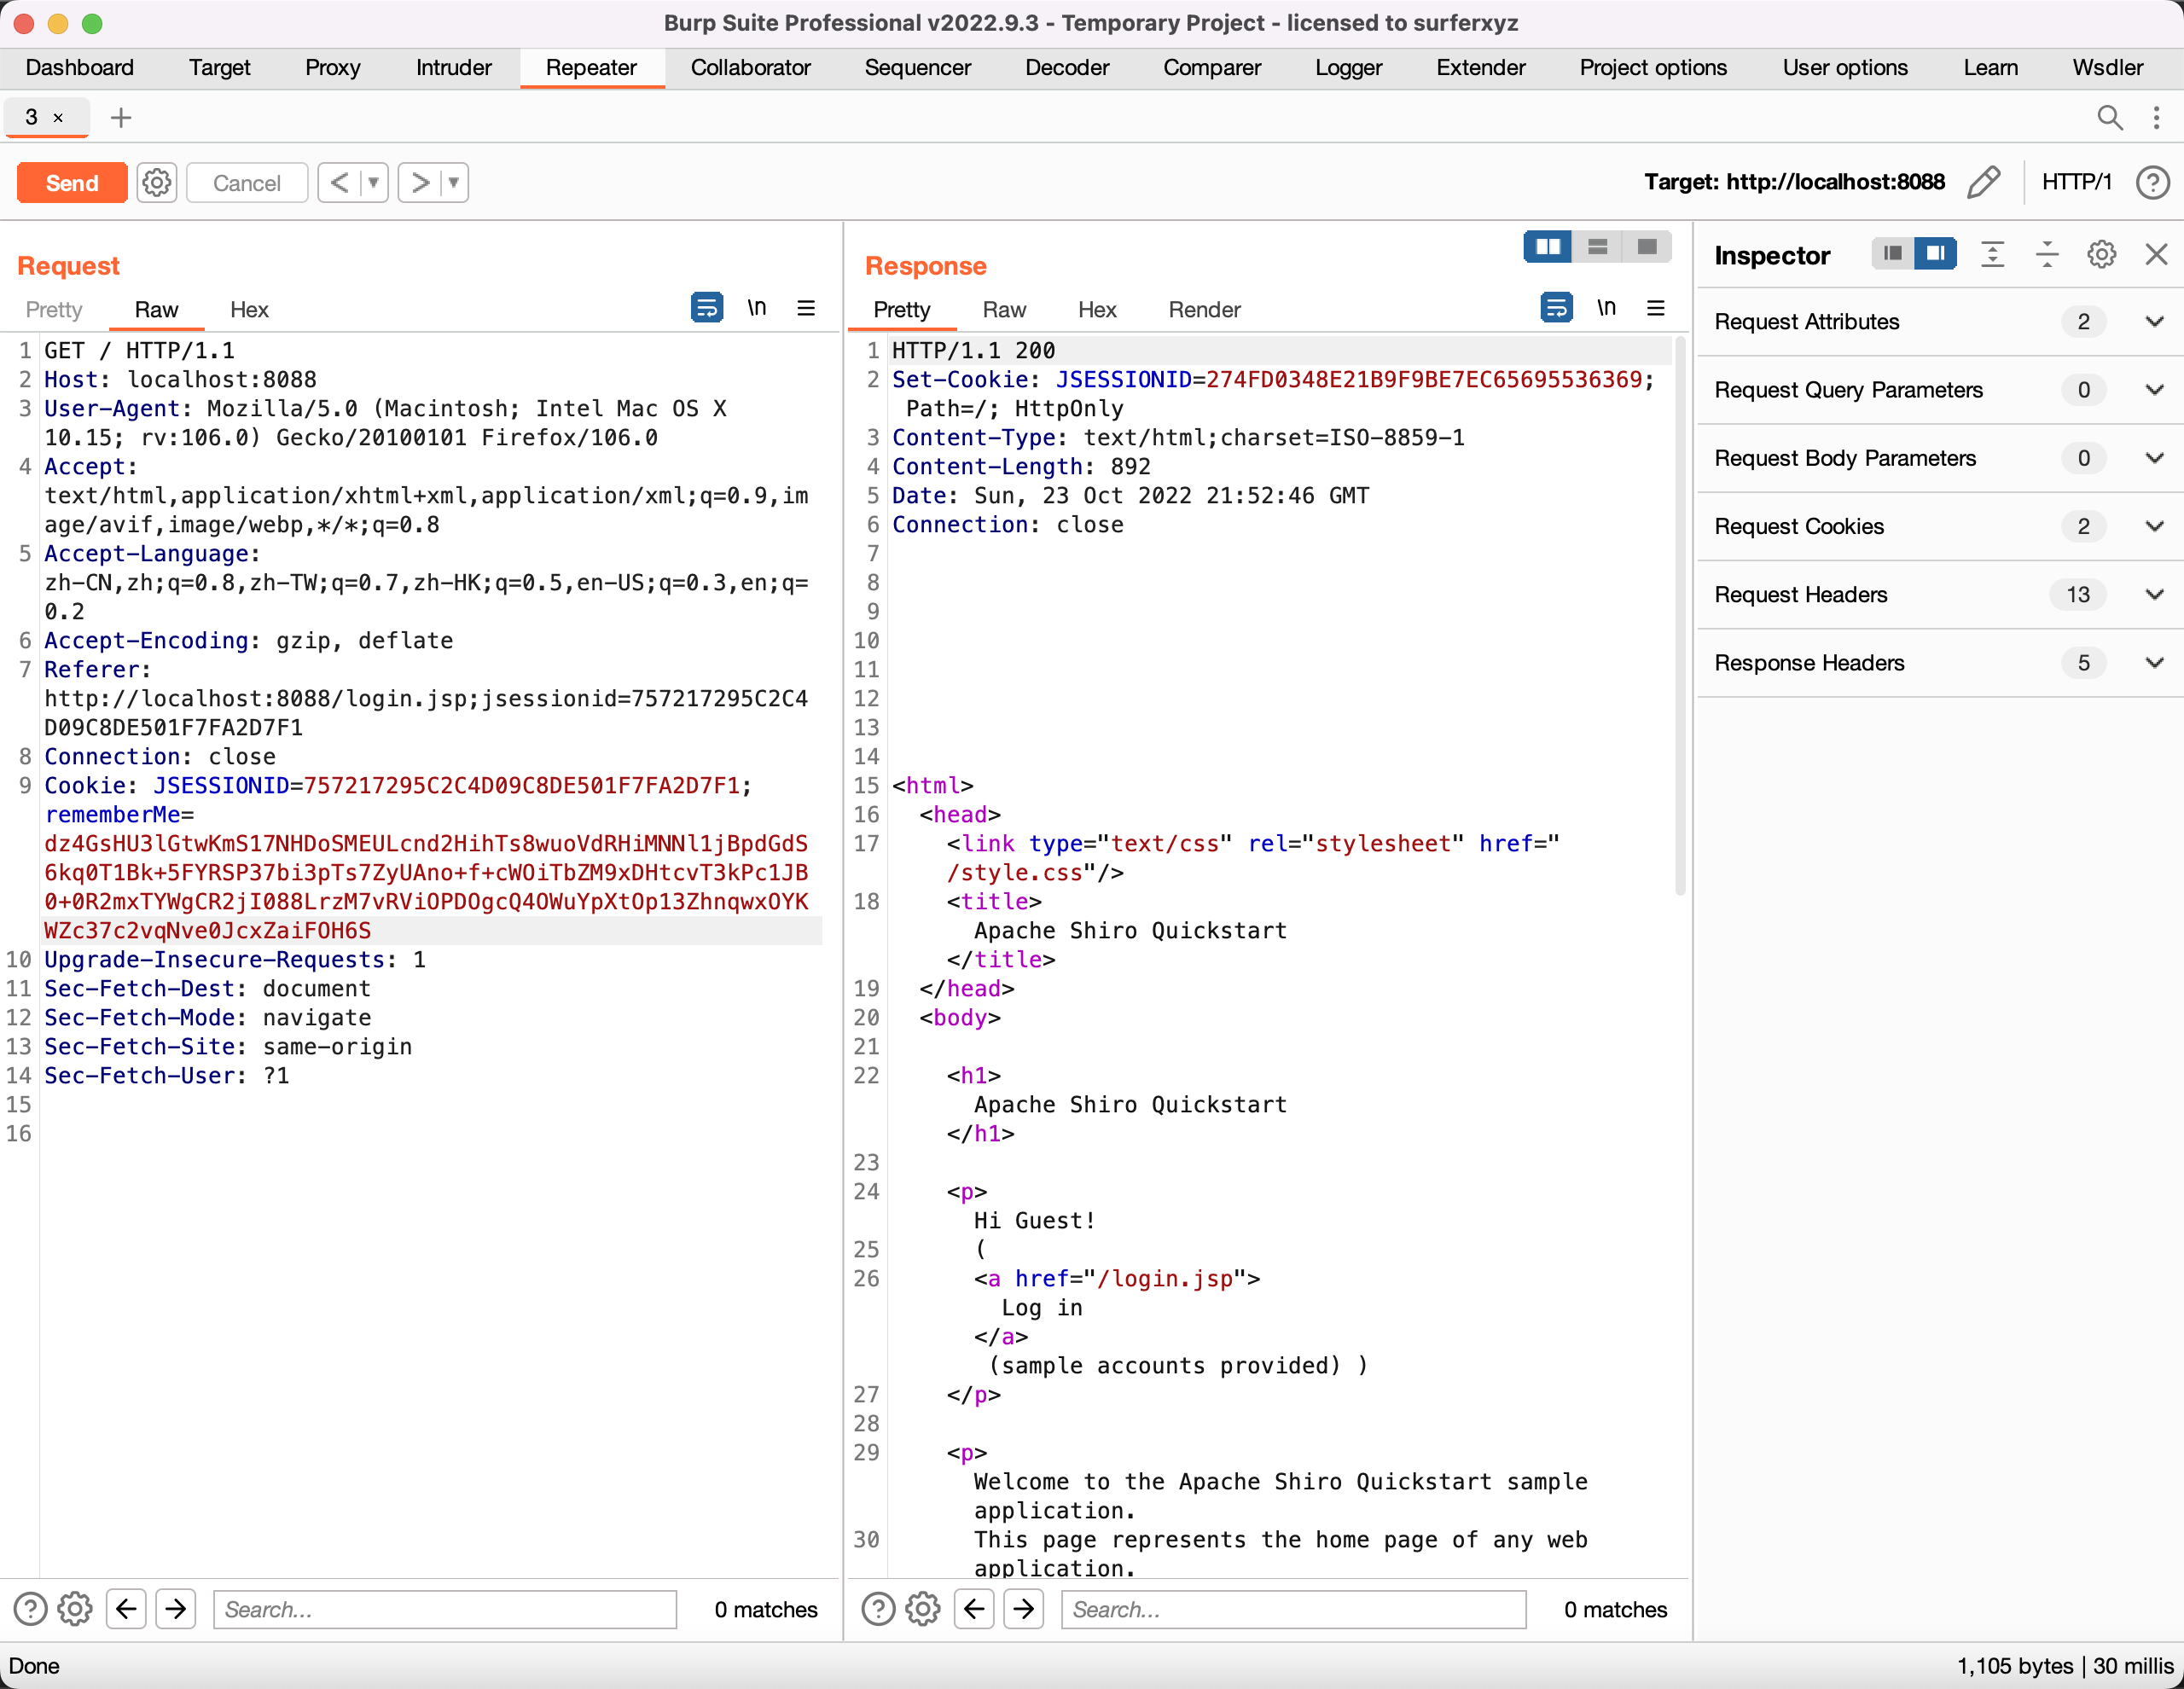 Burp Suite Professional v2022.9.3 - Temporary Project - licensed to surferxyz
Dashboard Target Proxy Intruder Repeater Collaborator Sequencer Decoder Comparer Logger Extender Project options User options Learn Wsdler
3 × +
Send Cancel < ▼ > ▼ Target: http://localhost:8088 HTTP/1 ?
Request
Pretty Raw Hex \n
1 GET / HTTP/1.1
2 Host: localhost:8088
3 User-Agent: Mozilla/5.0 (Macintosh; Intel Mac OS X
10.15; rv:106.0) Gecko/20100101 Firefox/106.0
4 Accept:
text/html,application/xhtml+xml,application/xml;q=0.9,im
age/avif,image/webp,*/*;q=0.8
5 Accept-Language:
zh-CN,zh;q=0.8,zh-TW;q=0.7,zh-HK;q=0.5,en-US;q=0.3,en;q=
0.2
6 Accept-Encoding: gzip, deflate
7 Referer:
http://localhost:8088/login.jsp;jsessionid=757217295C2C4
D09C8DE501F7FA2D7F1
8 Connection: close
9 Cookie: JSESSIONID=757217295C2C4D09C8DE501F7FA2D7F1;
rememberMe=
dz4GsHU3lGtwKmS17NHDoSMEULcnd2HihTs8wuoVdRHiMNNl1jBpdGdS
6kq0T1Bk+5FYRSP37bi3pTs7ZyUAno+f+cWOiTbZM9xDHtcvT3kPc1JB
0+0R2mxTYWgCR2jI088LrzM7vRViOPDOgcQ4OWuYpXtOp13ZhnqwxOYK
WZc37c2vqNve0JcxZaiFOH6S
10 Upgrade-Insecure-Requests: 1
11 Sec-Fetch-Dest: document
12 Sec-Fetch-Mode: navigate
13 Sec-Fetch-Site: same-origin
14 Sec-Fetch-User: ?1
15
16
? Search... 0 matches
Response
Pretty Raw Hex Render \n
1 HTTP/1.1 200
2 Set-Cookie: JSESSIONID=274FD0348E21B9F9BE7EC65695536369;
Path=/; HttpOnly
3 Content-Type: text/html;charset=ISO-8859-1
4 Content-Length: 892
5 Date: Sun, 23 Oct 2022 21:52:46 GMT
6 Connection: close
7
8
9
10
11
12
13
14
15 <html>
16 <head>
17 <link type="text/css" rel="stylesheet" href="
/style.css"/>
18 <title>
Apache Shiro Quickstart
</title>
19 </head>
20 <body>
21
22 <h1>
Apache Shiro Quickstart
</h1>
23
24 <p>
Hi Guest!
25 (
26 <a href="/login.jsp">
Log in
</a>
(sample accounts provided) )
27 </p>
28
29 <p>
Welcome to the Apache Shiro Quickstart sample
application.
30 This page represents the home page of any web
application.
? Search... 0 matches
Inspector
Request Attributes 2
Request Query Parameters 0
Request Body Parameters 0
Request Cookies 2
Request Headers 13
Response Headers 5
Done 1,105 bytes | 30 millis